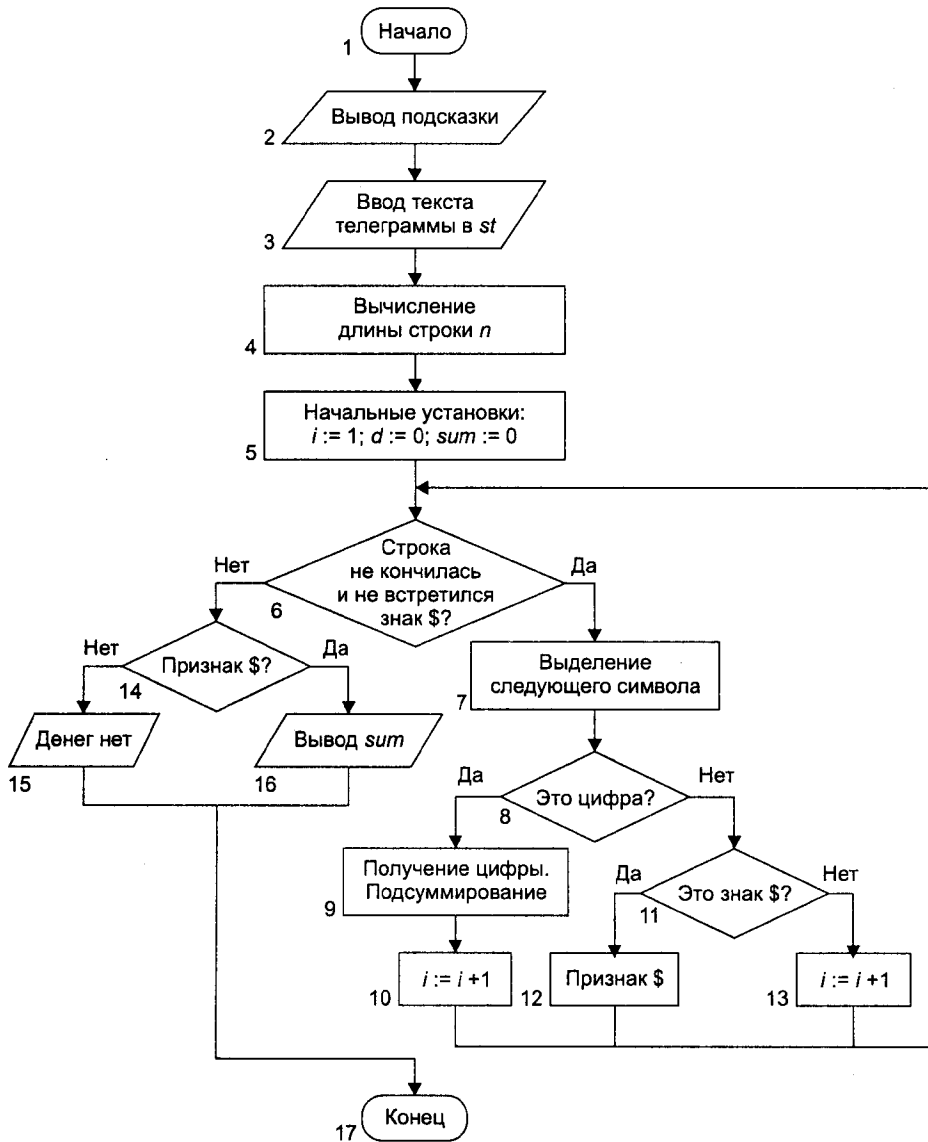 Начало
1
Вывод подсказки
2
Ввод текста
телеграммы в st
3
Вычисление
длины строки n
4
Начальные установки:
i := 1; d := 0; sum := 0
5
Строка
не кончилась
и не встретился
знак $?
Нет
Да
6
Признак $?
Нет
Да
14
Денег нет
15
Вывод sum
16
Выделение
следующего символа
7
Это цифра?
Да
Нет
8
Получение цифры.
Подсуммирование
9
Это знак $?
Да
Нет
11
i := i +1
10
Признак $
12
i := i +1
13
Конец
17